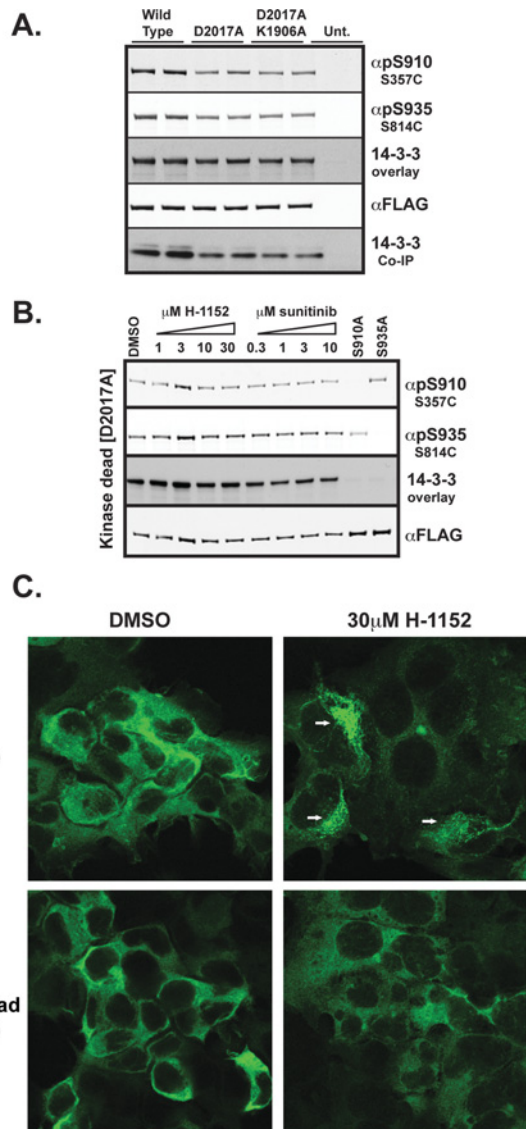 A.
Wild Type
D2017A
D2017A K1906A
Unt.
αpS910
S357C
αpS935
S814C
14-3-3
overlay
αFLAG
14-3-3
Co-IP
B.
Kinase dead [D2017A]
DMSO
μM H-1152
1 3 10 30
μM sunitinib
0.3 1 3 10
S910A
S935A
αpS910
S357C
αpS935
S814C
14-3-3
overlay
αFLAG
C.
DMSO
30μM H-1152
ad